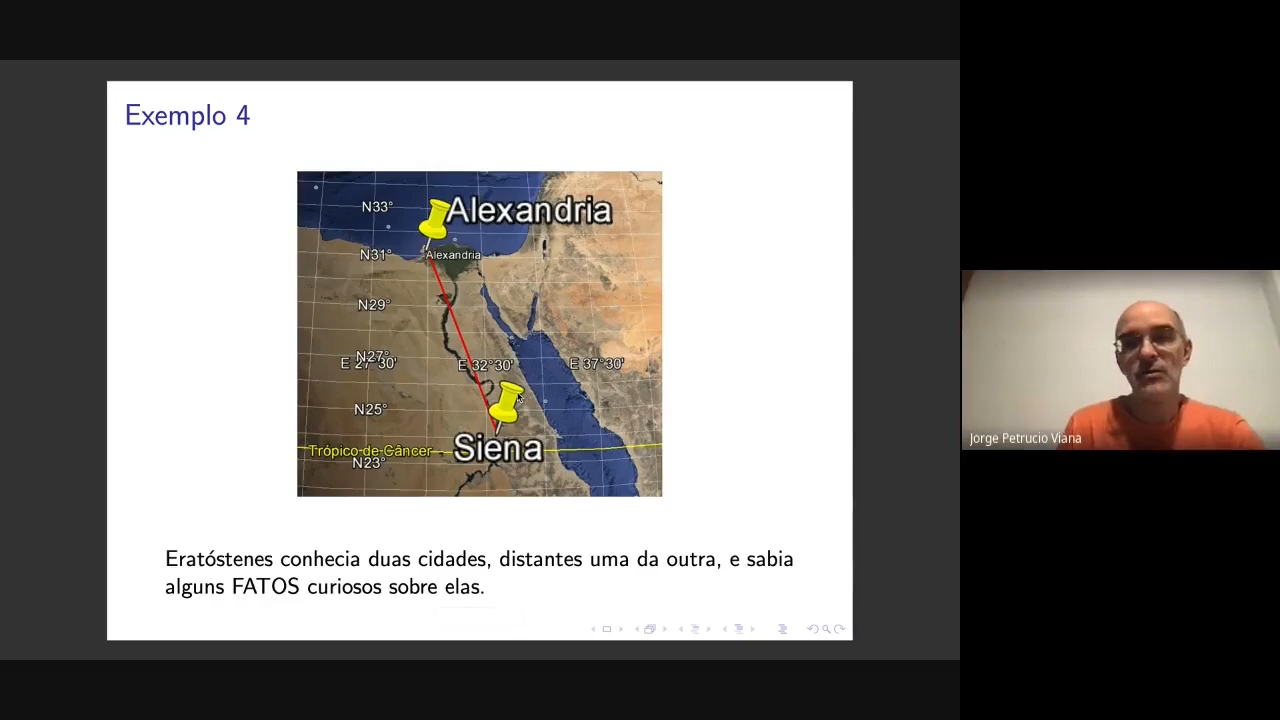 Exemplo 4
N33°
Alexandria
N31°
Alexandria
N29°
N27°
E 27°30'
E 32°30'
E 37°30'
N25°
Siena
Trópico de Câncer
N23°
Eratóstenes conhecia duas cidades, distantes uma da outra, e sabia
alguns FATOS curiosos sobre elas.
Jorge Petrucio Viana